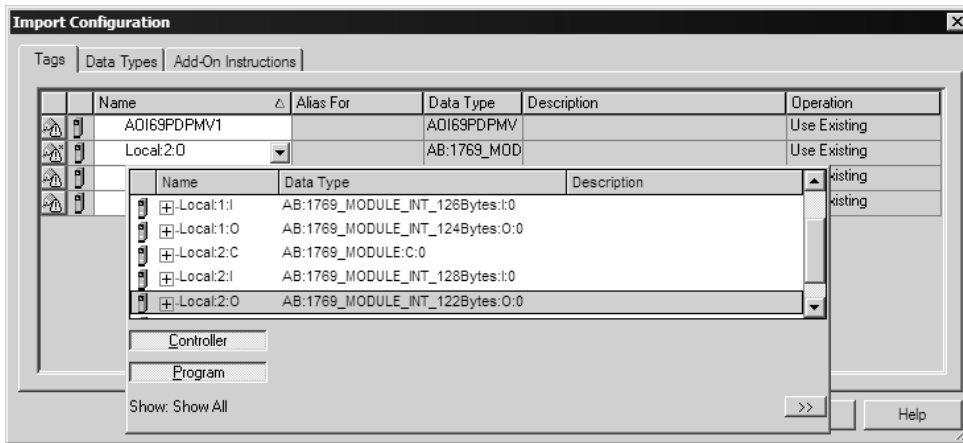 Import Configuration
Tags Data Types Add-On Instructions
Name Alias For Data Type Description Operation
AOI69PDPMV1 AOI69PDPMV Use Existing
Local:2:O AB:1769_MOD Use Existing
Name Data Type Description
Local:1:I AB:1769_MODULE_INT_126Bytes:I:0
Local:1:O AB:1769_MODULE_INT_124Bytes:O:0
Local:2:C AB:1769_MODULE:C:0
Local:2:I AB:1769_MODULE_INT_128Bytes:I:0
Local:2:O AB:1769_MODULE_INT_122Bytes:O:0
Controller
Program
Show: Show All >>
Help